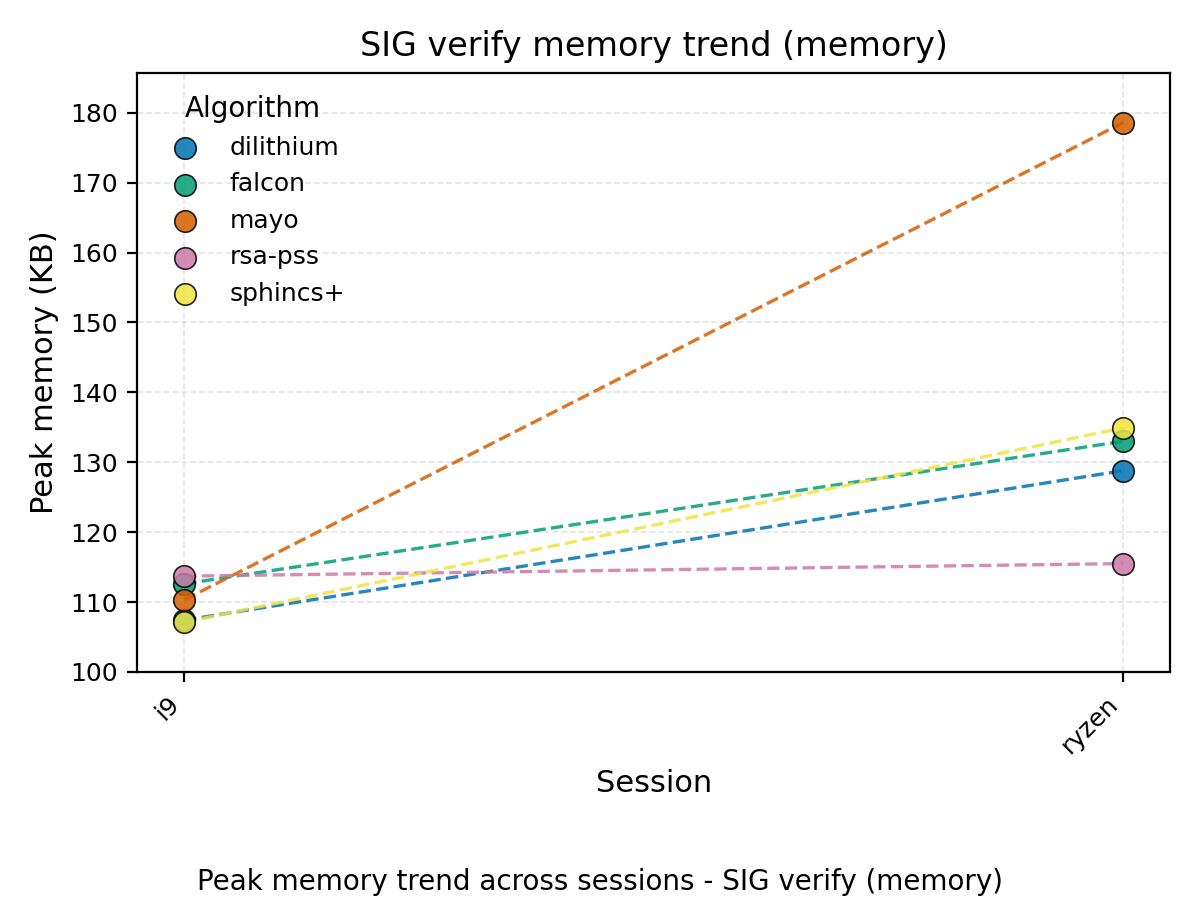 SIG verify memory trend (memory)
Peak memory (KB)
180
170
160
150
140
130
120
110
100
Algorithm
dilithium
falcon
mayo
rsa-pss
sphincs+
i9
ryzen
Session
Peak memory trend across sessions - SIG verify (memory)